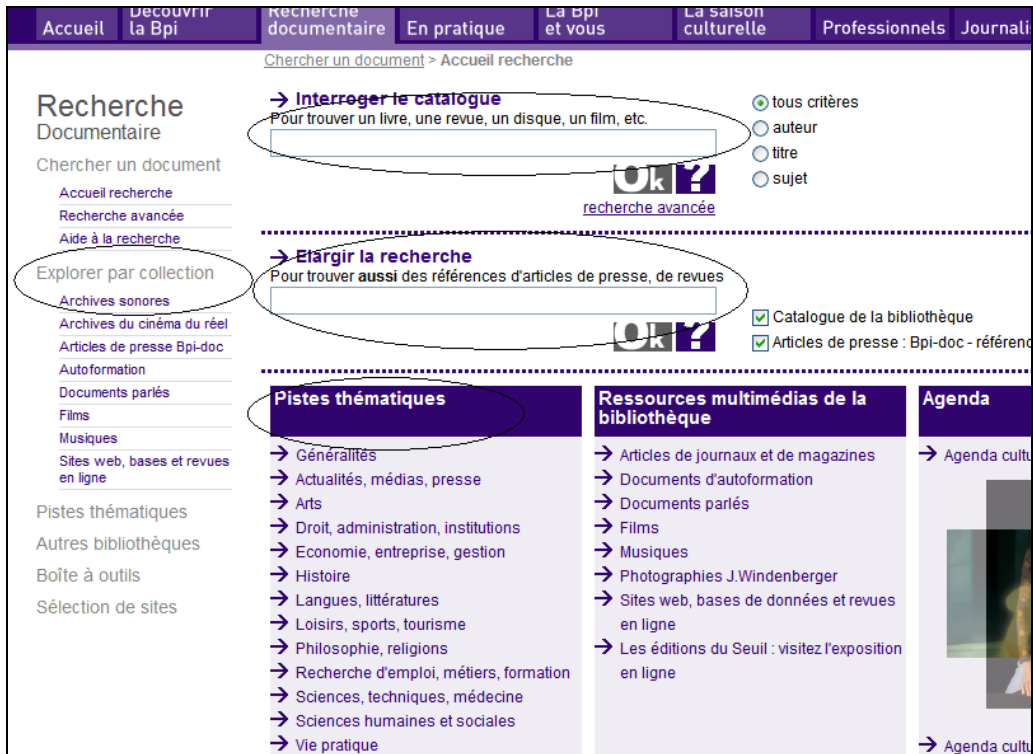 Accueil
Découvrir
la Bpi
Recherche
documentaire
En pratique
La Bpi
et vous
La saison
culturelle
Professionnels
Chercher un document > Accueil recherche
Recherche
Documentaire
Chercher un document
Accueil recherche
Recherche avancée
Aide à la recherche
Explorer par collection
Archives sonores
Archives du cinéma du réel
Articles de presse Bpi-doc
Autoformation
Documents parlés
Films
Musiques
Sites web, bases et revues
en ligne
Pistes thématiques
Autres bibliothèques
Boîte à outils
Sélection de sites
→ Interroger le catalogue
Pour trouver un livre, une revue, un disque, un film, etc.
Ok ?
recherche avancée
tous critères
auteur
titre
sujet
→ Elargir la recherche
Pour trouver aussi des références d'articles de presse, de revues
Ok ?
Catalogue de la bibliothèque
Articles de presse : Bpi-doc -
Pistes thématiques
→ Généralités
→ Actualités, médias, presse
→ Arts
→ Droit, administration, institutions
→ Economie, entreprise, gestion
→ Histoire
→ Langues, littératures
→ Loisirs, sports, tourisme
→ Philosophie, religions
→ Recherche d'emploi, métiers, formation
→ Sciences, techniques, médecine
→ Sciences humaines et sociales
→ Vie pratique
Ressources multimédias de la
bibliothèque
→ Articles de journaux et de magazines
→ Documents d'autoformation
→ Documents parlés
→ Films
→ Musiques
→ Photographies J.Windenberger
→ Sites web, bases de données et revues
en ligne
→ Les éditions du Seuil : visitez l'exposition
en ligne
Agenda
→ Agenda
→ Agenda